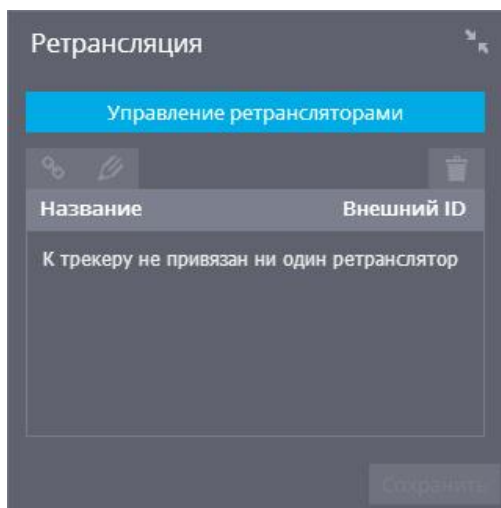 Ретрансляция
Управление ретрансляторами
Название Внешний ID
К трекеру не привязан ни один ретранслятор
Сохранить